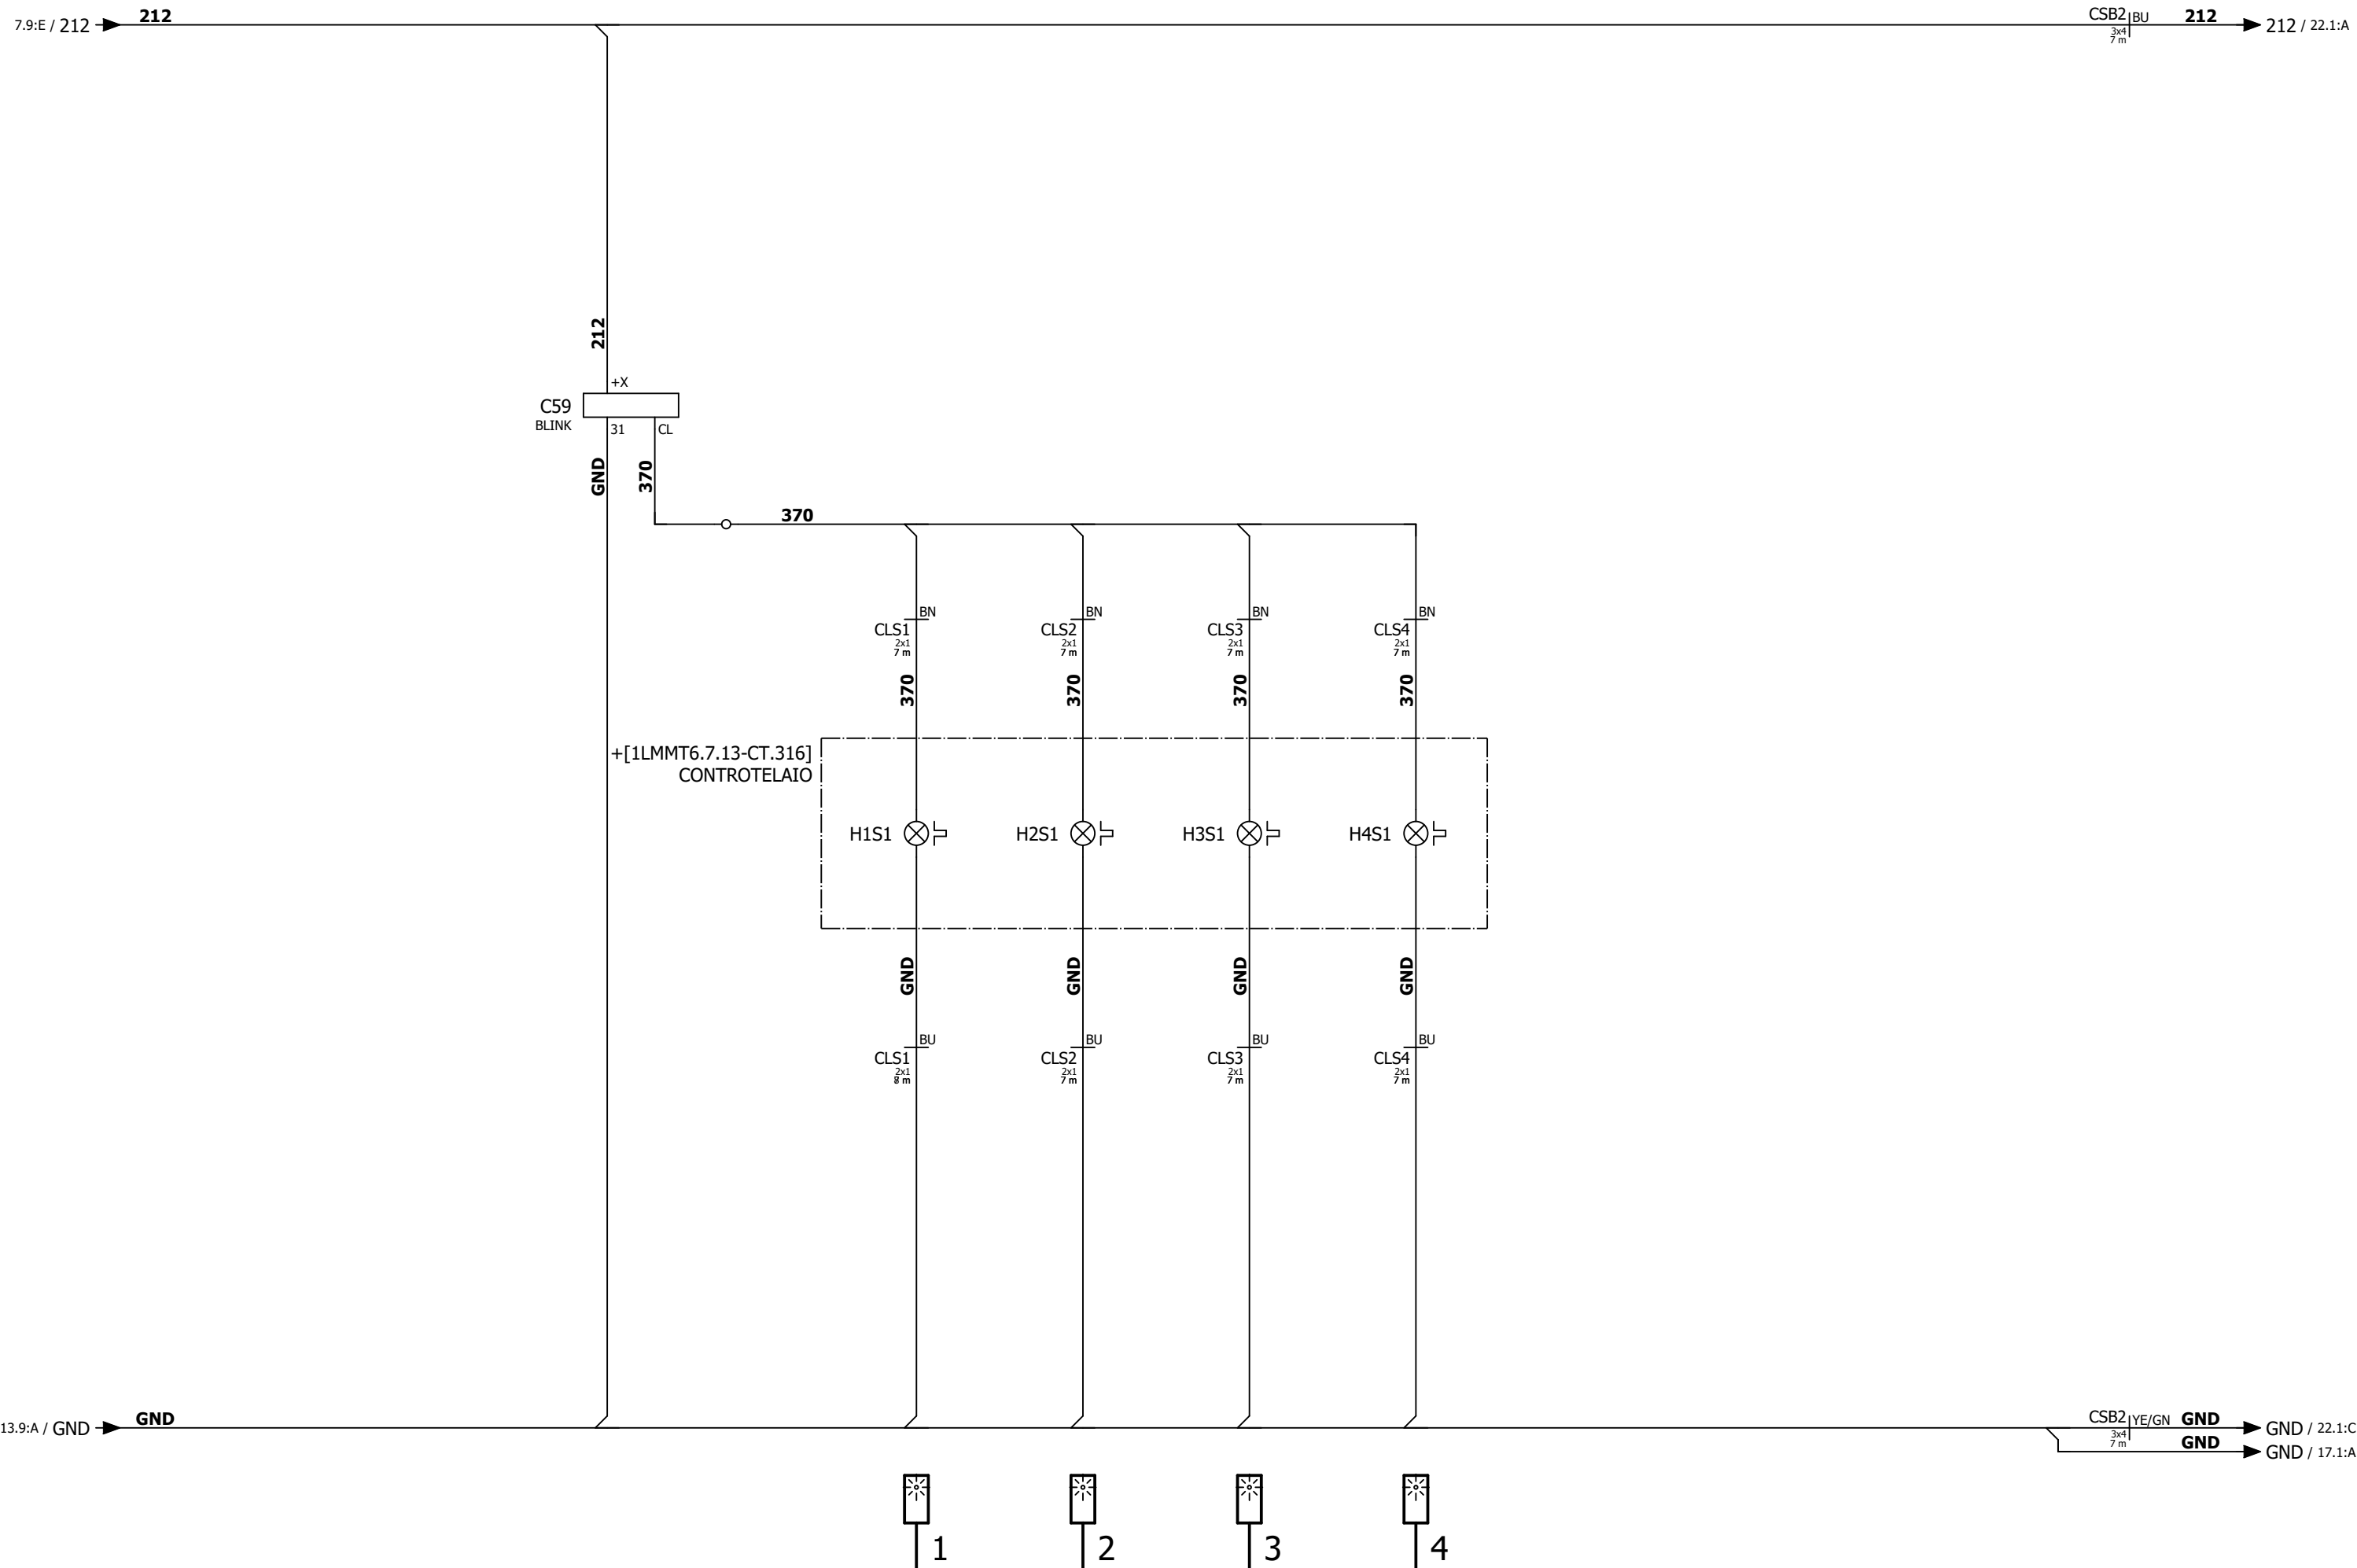 7.9:E / 212
212
CSB2
BU
212
212 / 22.1:A
3x4
7 m
212
+X
C59
BLINK
31
CL
GND
370
370
BN
BN
BN
BN
CLS1
CLS2
CLS3
CLS4
2x1
2x1
2x1
2x1
7 m
7 m
7 m
7 m
370
370
370
370
+[1LMMT6.7.13-CT.316]
CONTROTELAIO
H1S1
H2S1
H3S1
H4S1
GND
GND
GND
GND
BU
BU
BU
BU
CLS1
CLS2
CLS3
CLS4
2x1
2x1
2x1
2x1
8 m
7 m
7 m
7 m
13.9:A / GND
GND
CSB2
YE/GN
GND
GND / 22.1:C
3x4
7 m
GND
GND / 17.1:A
1
2
3
4